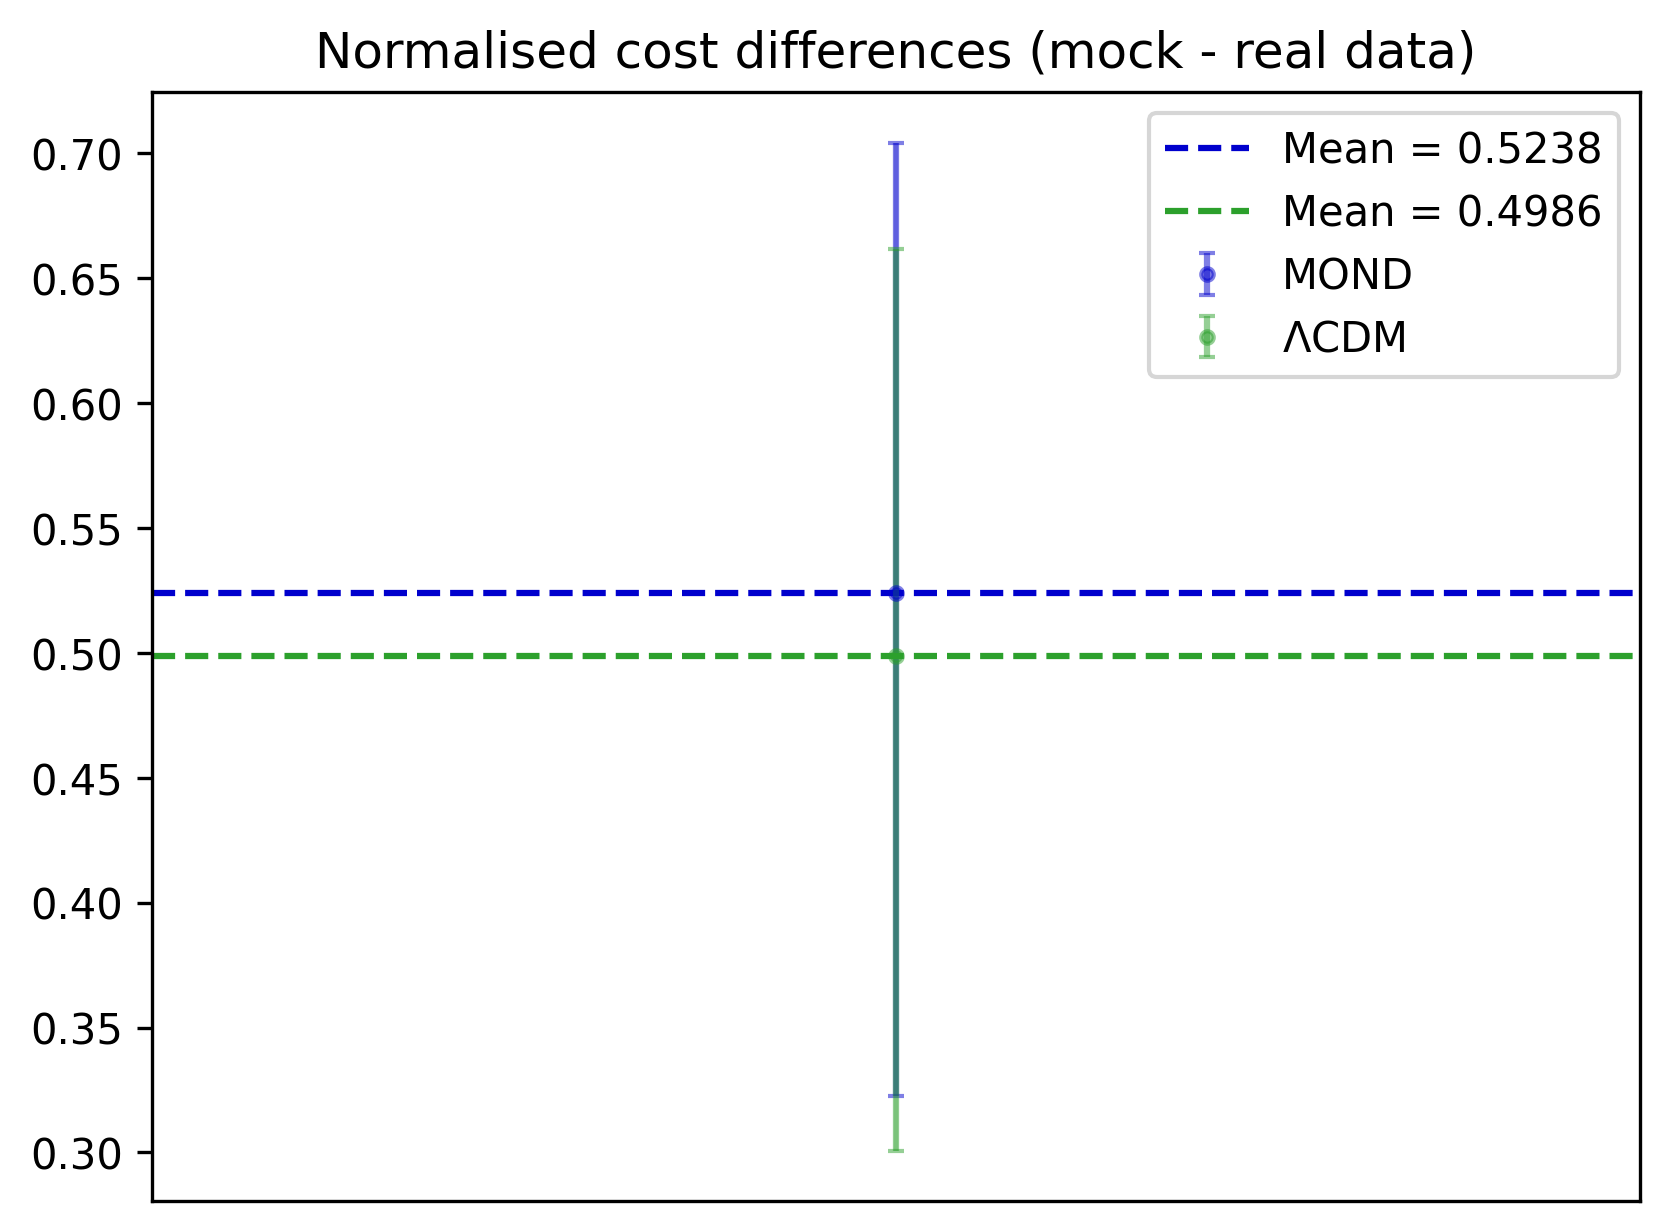 Normalised cost differences (mock - real data)
0.70
0.65
0.60
0.55
0.50
0.45
0.40
0.35
0.30
Mean = 0.5238
Mean = 0.4986
MOND
ΛCDM